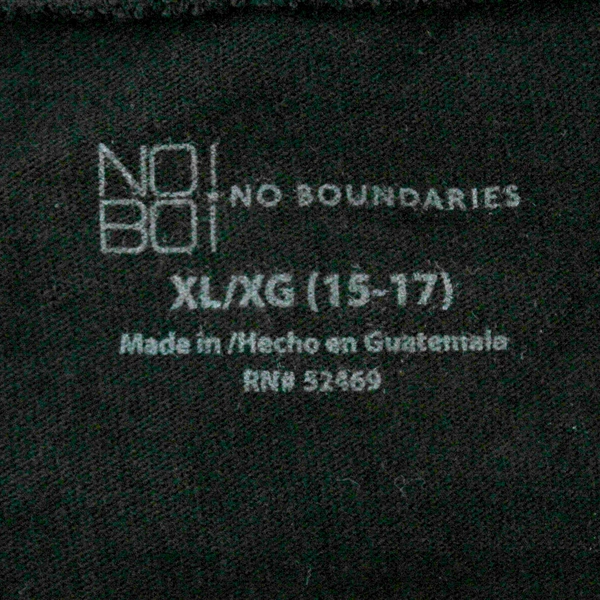 NO
BO
NO BOUNDARIES
XL/XG (15-17)
Made in /Hecho en Guatemala
RN# 52469